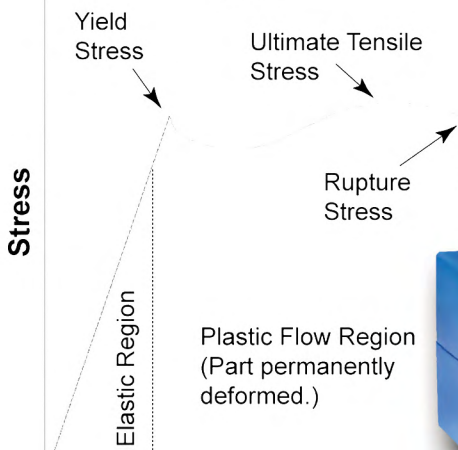 Yield
Stress
Ultimate Tensile
Stress
Rupture
Stress
Stress
Elastic Region
Plastic Flow Region
(Part permanently
deformed.)